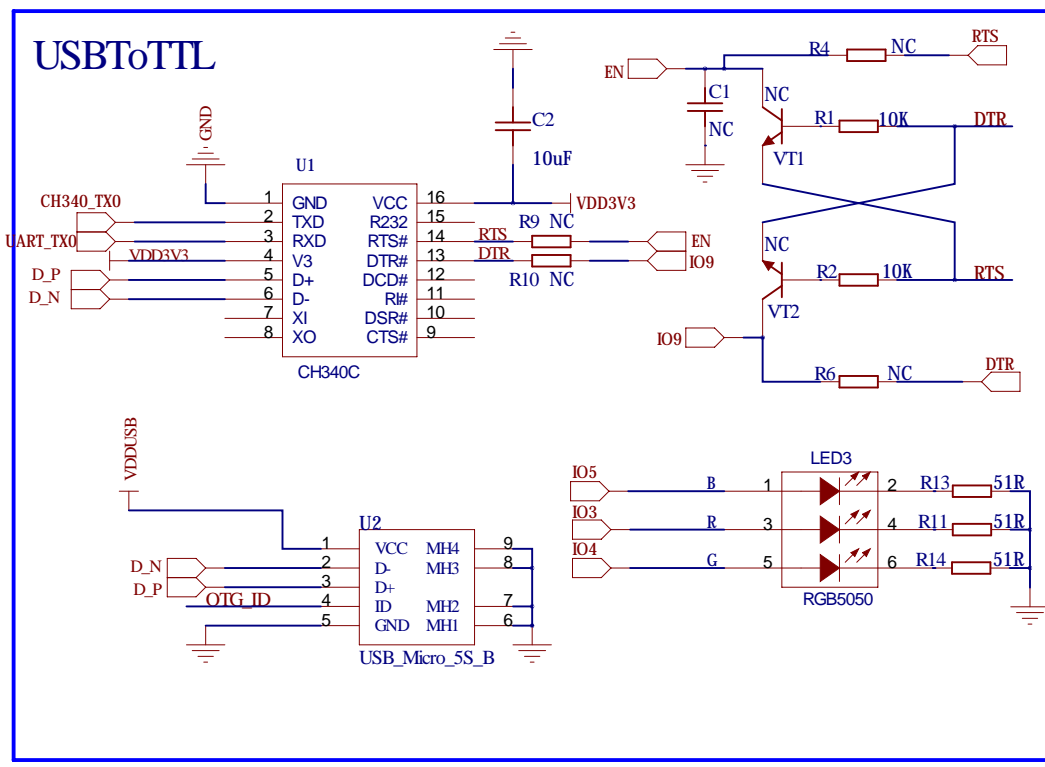 USBToTTL
GND
C2
10uF
U1
CH340_TX0
UART_TX0
VDD3V3
D_P
D_N
1 GND VCC 16
2 TXD R232 15
3 RXD RTS# 14
4 V3 DTR# 13
5 D+ DCD# 12
6 D- RI# 11
7 XI DSR# 10
8 XO CTS# 9
CH340C
VDD3V3
R9 NC
RTS
EN
DTR
IO9
R10 NC
R4 NC RTS
EN
C1
NC
NC
R1 10K DTR
VT1
NC
R2 10K RTS
VT2
IO9
R6 NC DTR
VDDUSB
U2
1 VCC MH4 9
D_N 2 D- MH3 8
D_P 3 D+
OTG_ID 4 ID MH2 7
5 GND MH1 6
USB_Micro_5S_B
LED3
IO5 B 1 2 R13 51R
IO3 R 3 4 R11 51R
IO4 G 5 6 R14 51R
RGB5050